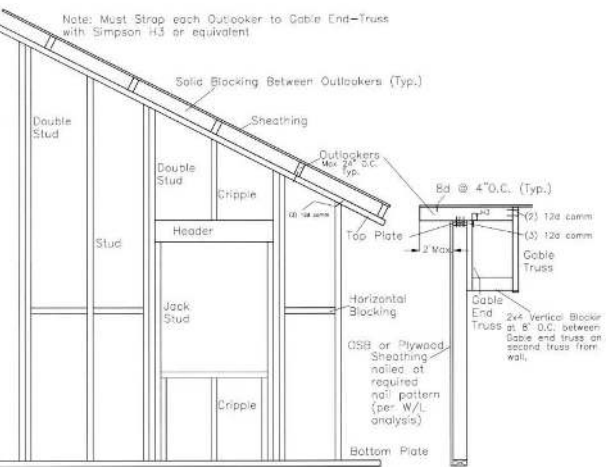 Note: Must Strap each Outlooker to Gable End-Truss
with Simpson H3 or equivalent
Solid Blocking Between Outlookers (Typ.)
Sheathing
Double
Stud
Outlookers
Max 24" O.C.
Typ.
Double
Stud
8d @ 4"O.C. (Typ.)
Cripple
(2) 12d comm
(2) 12d comm
Header
Top Plate
(3) 12d comm
Stud
2' Max.
Gable
Truss
Jack
Stud
Horizontal
Blocking
Gable
End
Truss
2x4 Vertical Blockin
at 8' O.C. between
Gable end truss an
second truss from
wall.
OSB or Plywood
Sheathing
nailed at
required
nail pattern
(per W/L
analysis)
Cripple
Bottom Plate